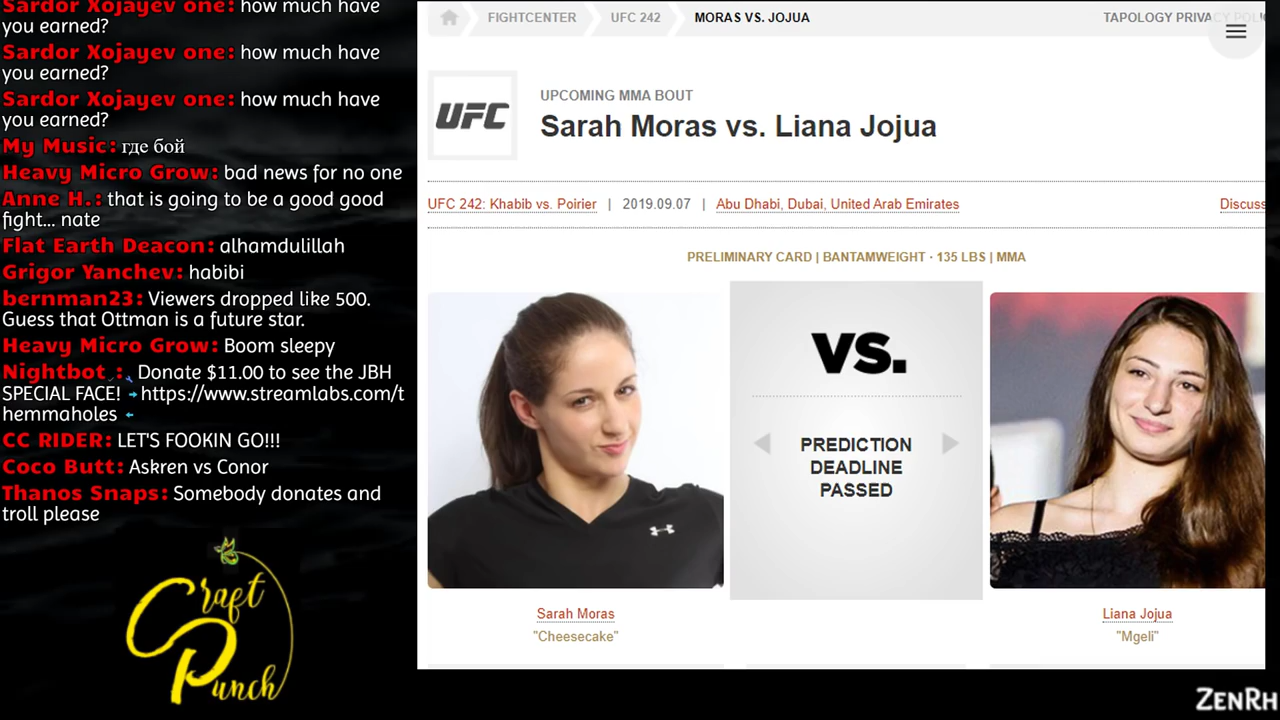 Sardor Xojayev one: how much have
you earned?
Sardor Xojayev one: how much have
you earned?
Sardor Xojayev one: how much have
you earned?
My Music: где бой
Heavy Micro Grow: bad news for no one
Anne H.: that is going to be a good good
fight... nate
Flat Earth Deacon: alhamdulillah
Grigor Yanchev: habibi
bernman23: Viewers dropped like 500.
Guess that Ottman is a future star.
Heavy Micro Grow: Boom sleepy
Nightbot : Donate $11.00 to see the JBH
SPECIAL FACE! https://www.streamlabs.com/t
hemmaholes
CC RIDER: LET'S FOOKIN GO!!!
Coco Butt: Askren vs Conor
Thanos Snaps: Somebody donates and
troll please
Craft
Punch
FIGHTCENTER UFC 242 MORAS VS. JOJUA TAPOLOGY PRIVACY
UFC
UPCOMING MMA BOUT
Sarah Moras vs. Liana Jojua
UFC 242: Khabib vs. Poirier | 2019.09.07 | Abu Dhabi, Dubai, United Arab Emirates Discuss
PRELIMINARY CARD | BANTAMWEIGHT · 135 LBS | MMA
VS.
PREDICTION
DEADLINE
PASSED
Sarah Moras
"Cheesecake"
Liana Jojua
"Mgeli"
ZENRH